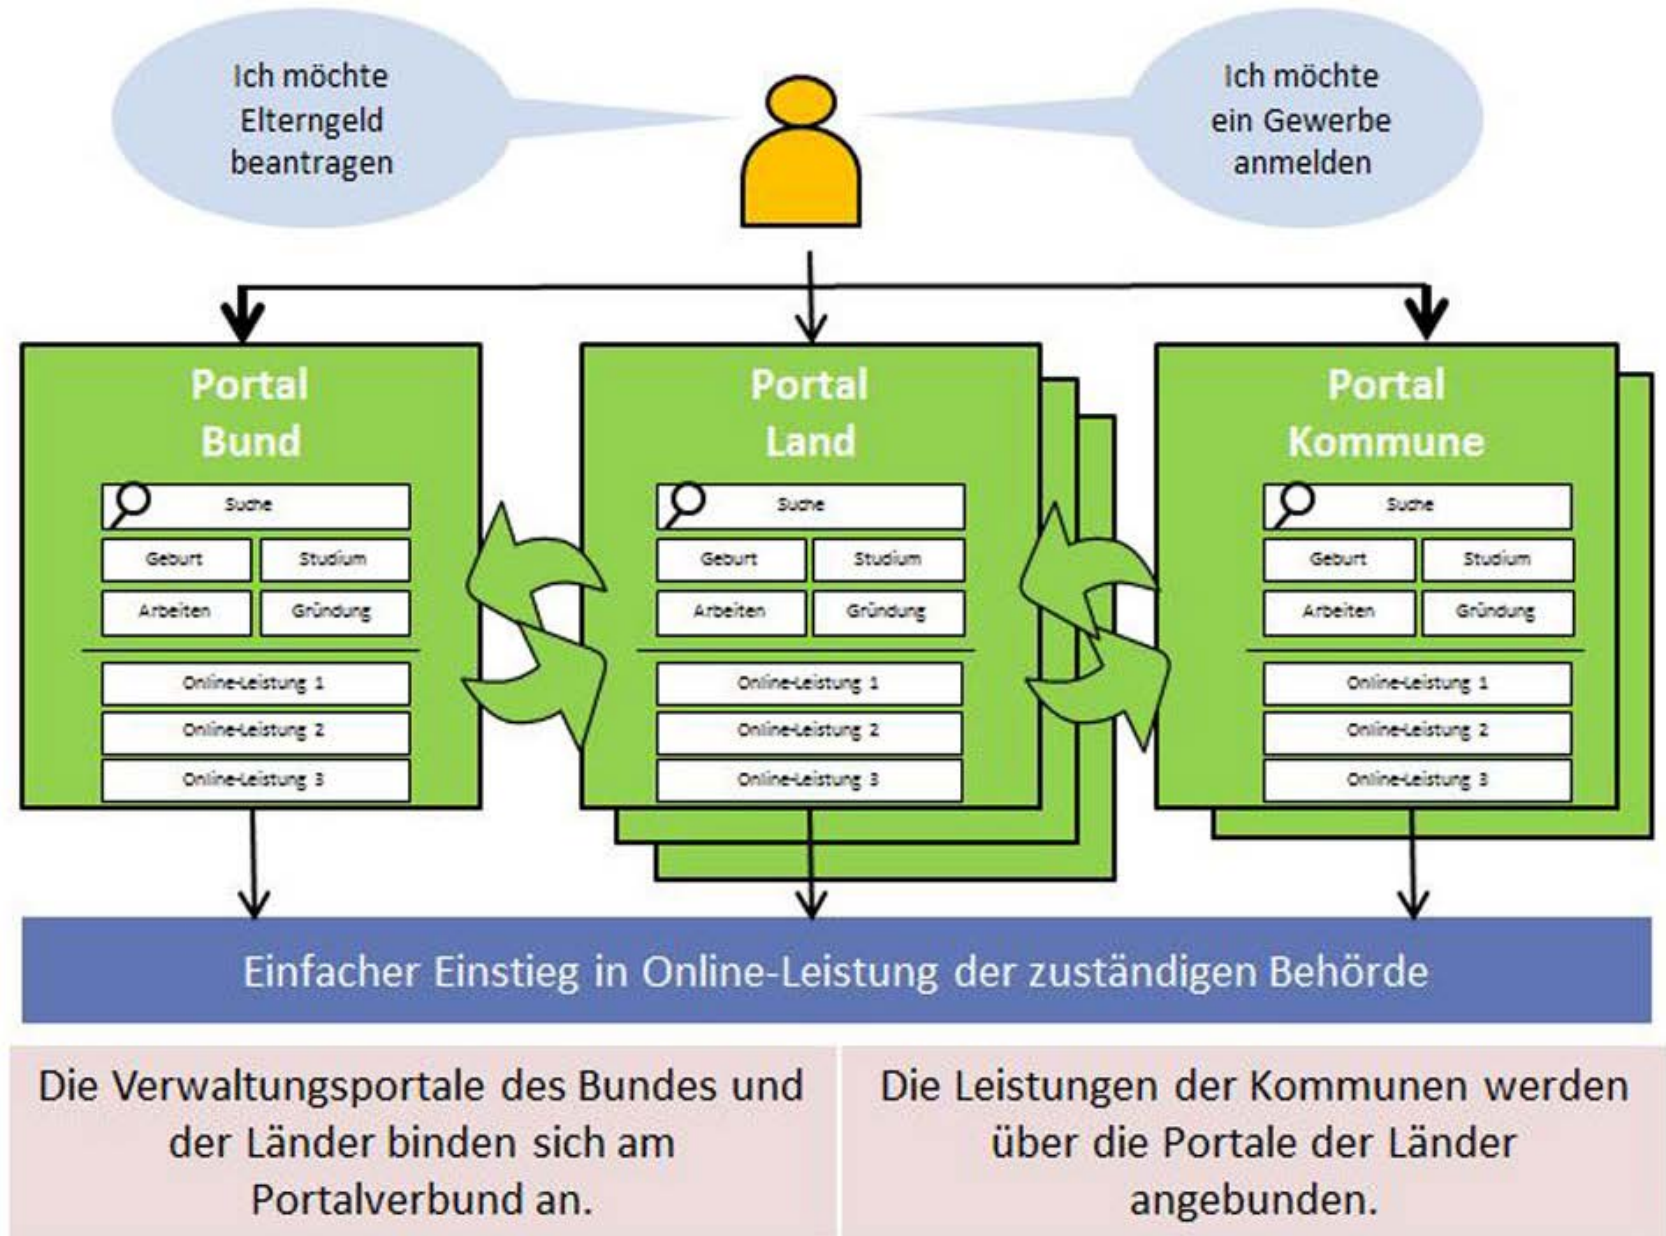 Ich möchte
Elterngeld
beantragen
Ich möchte
ein Gewerbe
anmelden
Portal
Bund
Suche
Geburt
Studium
Arbeiten
Gründung
Online-Leistung 1
Online-Leistung 2
Online-Leistung 3
Portal
Land
Suche
Geburt
Studium
Arbeiten
Gründung
Online-Leistung 1
Online-Leistung 2
Online-Leistung 3
Portal
Kommune
Suche
Geburt
Studium
Arbeiten
Gründung
Online-Leistung 1
Online-Leistung 2
Online-Leistung 3
Einfacher Einstieg in Online-Leistung der zuständigen Behörde
Die Verwaltungsportale des Bundes und
der Länder binden sich am
Portalverbund an.
Die Leistungen der Kommunen werden
über die Portale der Länder
angebunden.